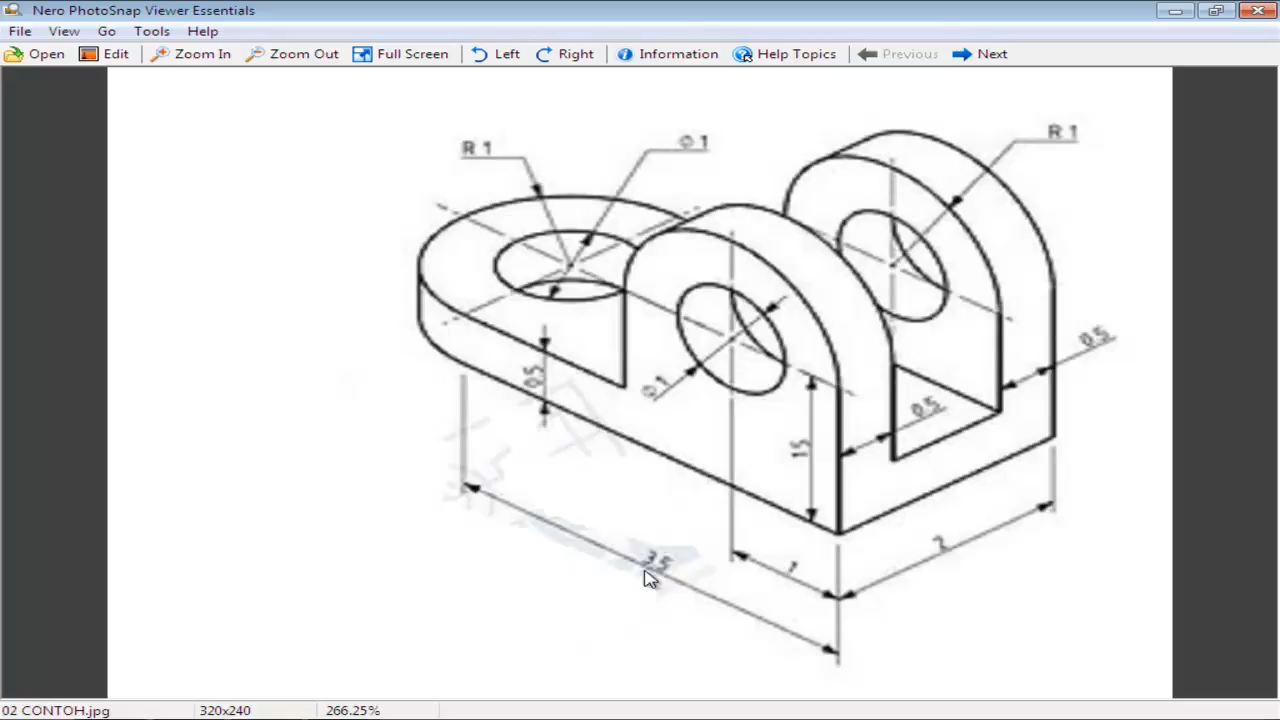 Nero PhotoSnap Viewer Essentials
File View Go Tools Help
Open Edit Zoom In Zoom Out Full Screen Left Right Information Help Topics Previous Next
R 1
∅ 1
R 1
0.5
0.5
∅ 1
0.5
1.5
3.5
1
2
02 CONTOH.jpg 320x240 266.25%